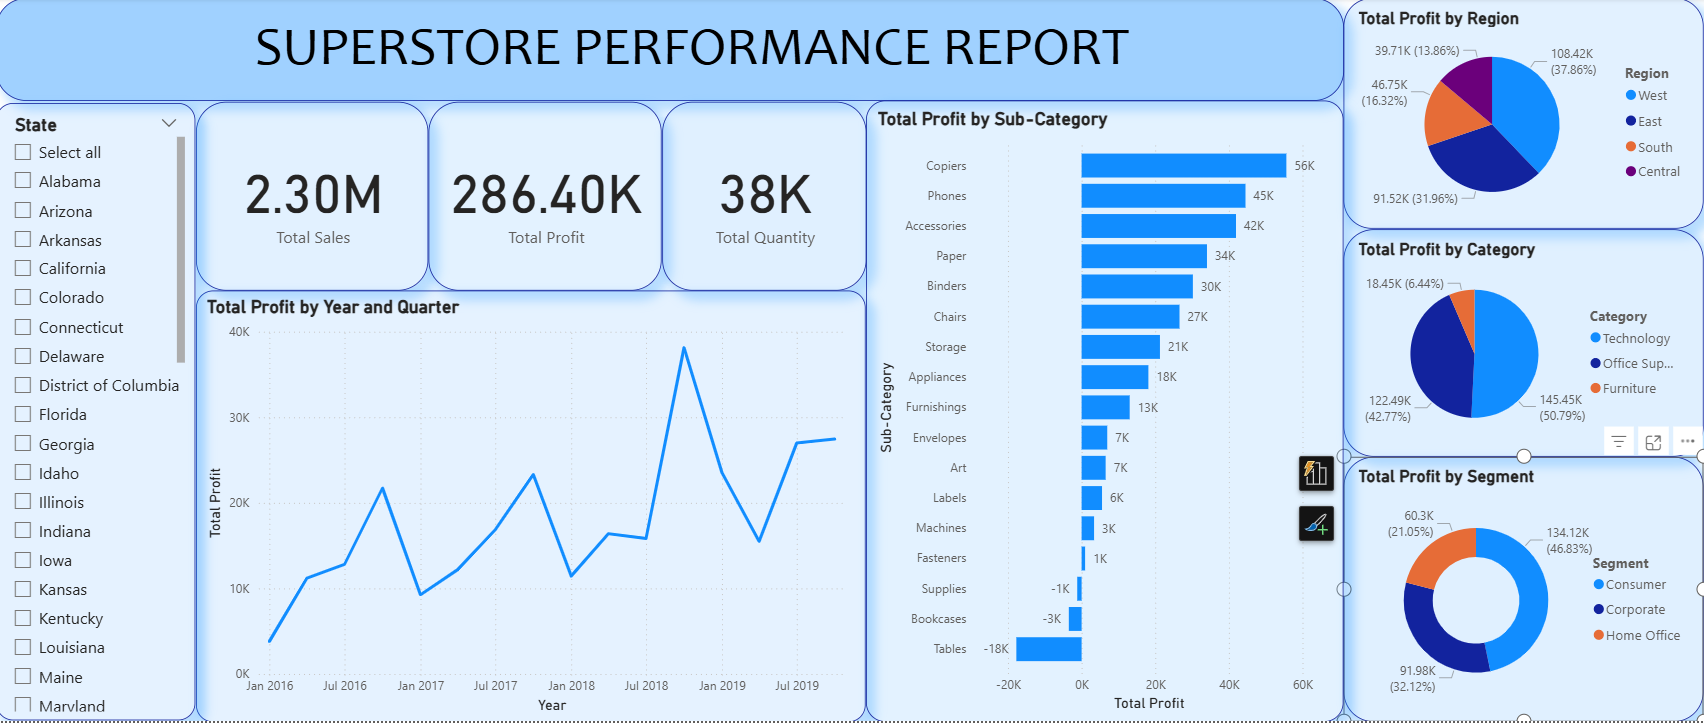 SUPERSTORE PERFORMANCE REPORT
State
Select all
Alabama
Arizona
Arkansas
California
Colorado
Connecticut
Delaware
District of Columbia
Florida
Georgia
Idaho
Illinois
Indiana
Iowa
Kansas
Kentucky
Louisiana
Maine
Maryland
2.30M
Total Sales
286.40K
Total Profit
38K
Total Quantity
Total Profit by Year and Quarter
Total Profit
40K
30K
20K
10K
0K
Jan 2016
Jul 2016
Jan 2017
Jul 2017
Jan 2018
Jul 2018
Jan 2019
Jul 2019
Year
Total Profit by Sub-Category
Sub-Category
Copiers 56K
Phones 45K
Accessories 42K
Paper 34K
Binders 30K
Chairs 27K
Storage 21K
Appliances 18K
Furnishings 13K
Envelopes 7K
Art 7K
Labels 6K
Machines 3K
Fasteners 1K
Supplies -1K
Bookcases -3K
Tables -18K
-20K 0K 20K 40K 60K
Total Profit
Total Profit by Region
39.71K (13.86%)
108.42K
(37.86%)
46.75K
(16.32%)
91.52K (31.96%)
Region
West
East
South
Central
Total Profit by Category
18.45K (6.44%)
122.49K
(42.77%)
145.45K
(50.79%)
Category
Technology
Office Sup...
Furniture
Total Profit by Segment
60.3K
(21.05%)
134.12K
(46.83%)
91.98K
(32.12%)
Segment
Consumer
Corporate
Home Office